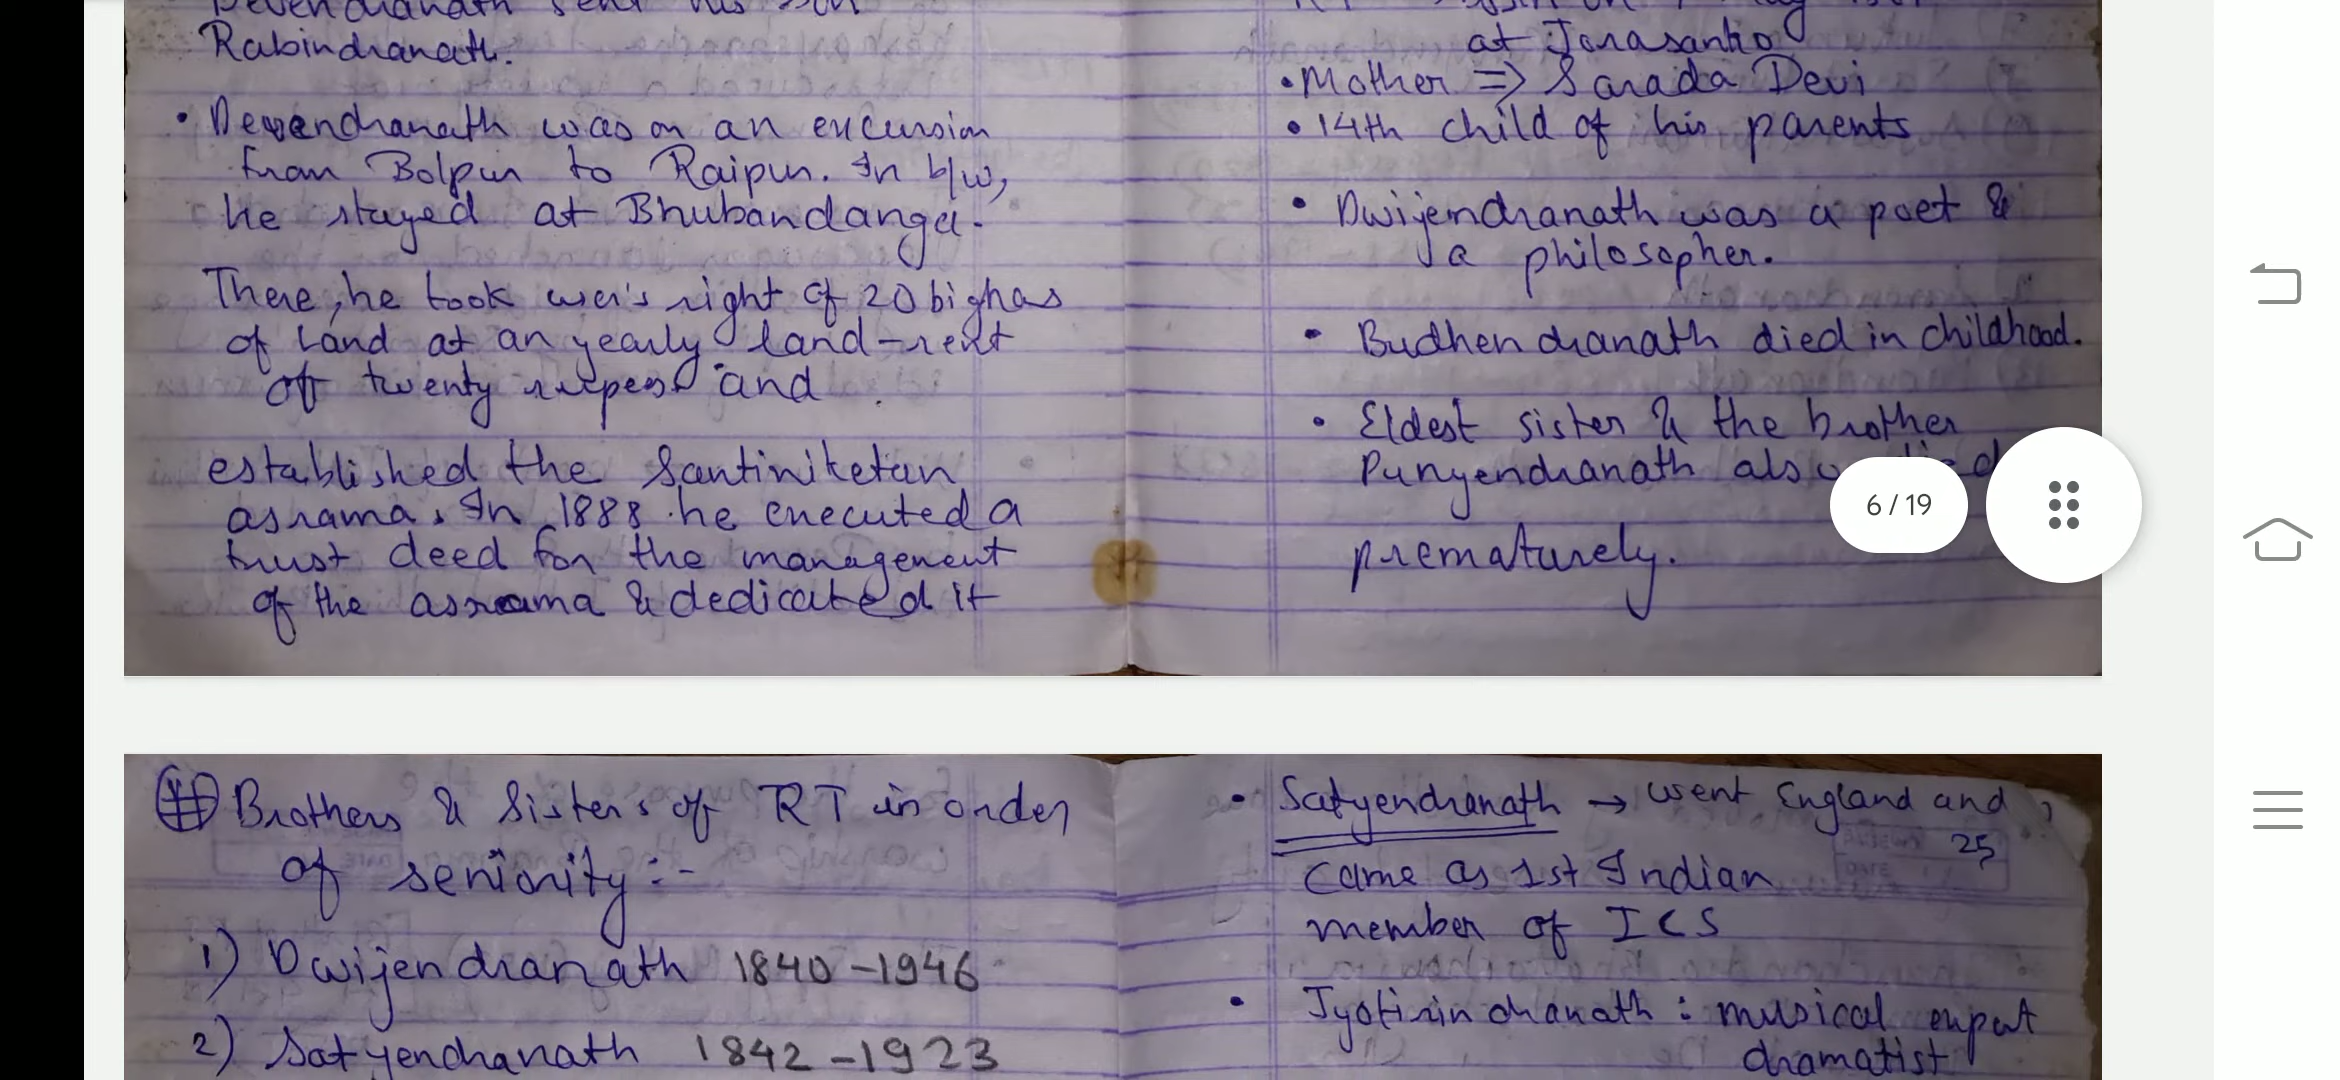 Devendranath sent his son
Rabindranath.
• Devendranath was on an excursion
from Bolpur to Raipur. In b/w,
he stayed at Bhubandanga.
There, he took user's right of 20 bighas
of Land at an yearly land-rent
of twenty rupees and
established the Santiniketan
asrama. In 1888 he executed a
trust deed for the management
of the asrama & dedicated it
at Jorasanko
• Mother => Sarada Devi
• 14th child of his parents
• Dwijendranath was a poet &
a philosopher.
• Budhendranath died in childhood.
• Eldest sister & the brother
Punyendranath also died
prematurely.
6/19
# Brothers & Sisters of RT in order
of seniority :-
1) Dwijendranath 1840-1946
2) Satyendranath 1842-1923
• Satyendranath → went England and
25
came as 1st Indian
member of ICS
• Jyotirindranath : musical expert
dramatist